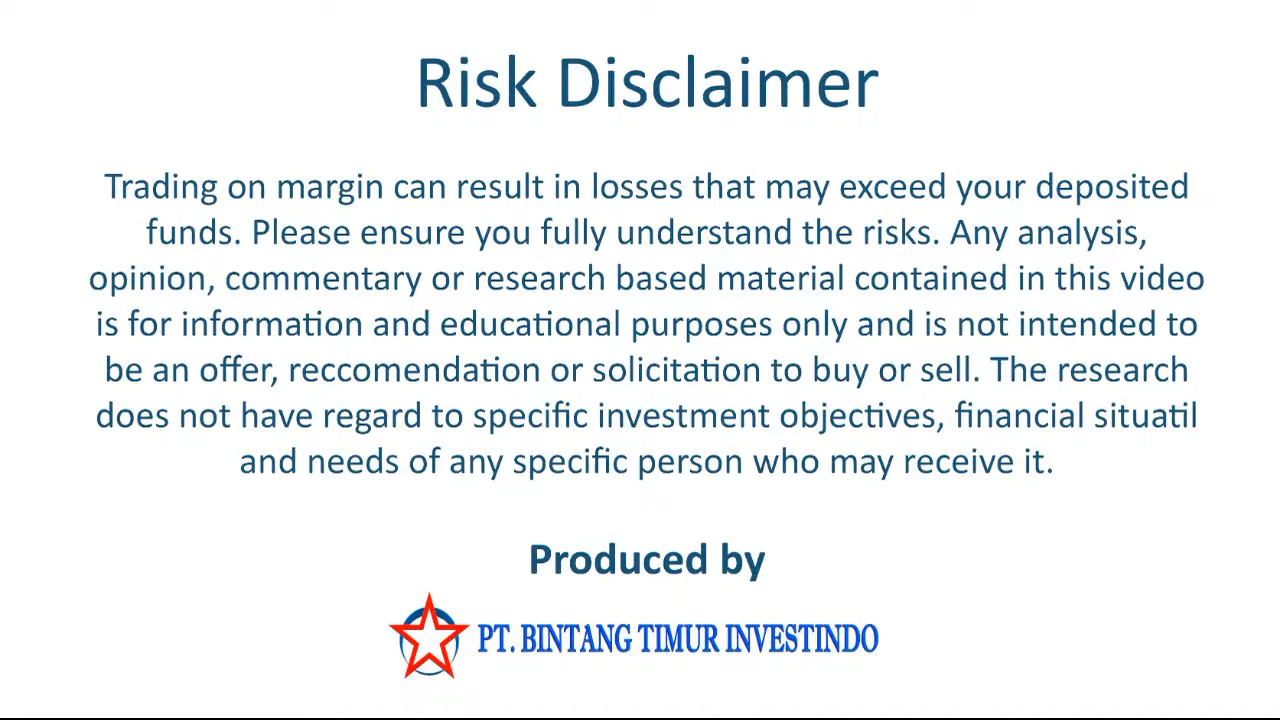 Risk Disclaimer
Trading on margin can result in losses that may exceed your deposited
funds. Please ensure you fully understand the risks. Any analysis,
opinion, commentary or research based material contained in this video
is for information and educational purposes only and is not intended to
be an offer, reccomendation or solicitation to buy or sell. The research
does not have regard to specific investment objectives, financial situatil
and needs of any specific person who may receive it.
Produced by
PT. BINTANG TIMUR INVESTINDO